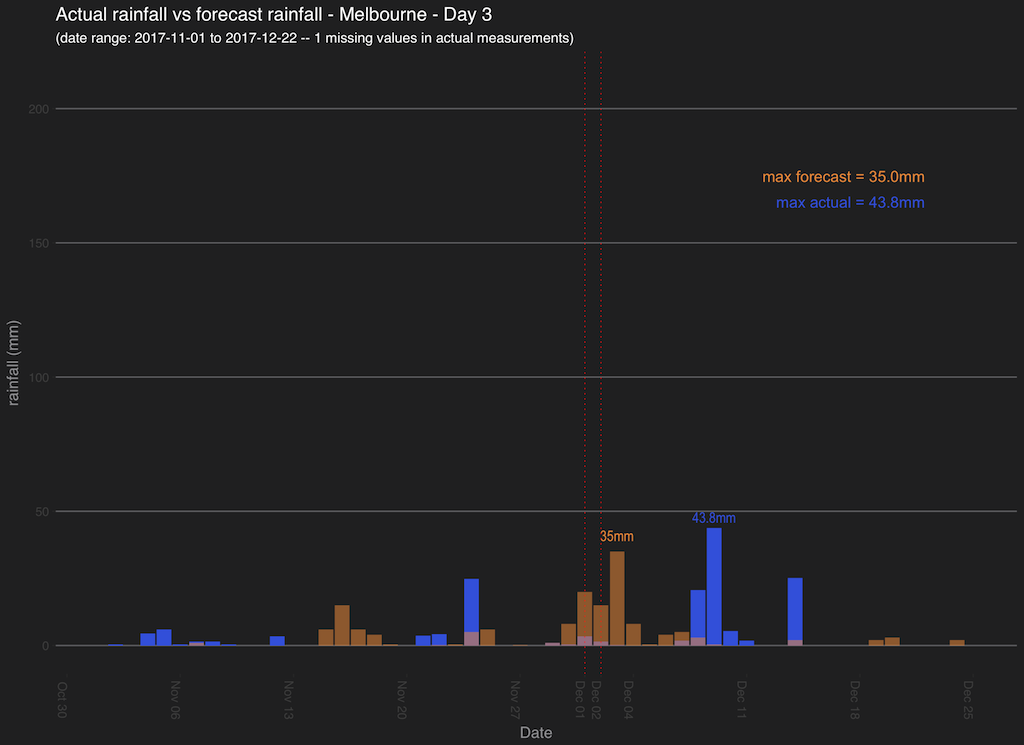 Actual rainfall vs forecast rainfall - Melbourne - Day 3
(date range: 2017-11-01 to 2017-12-22 -- 1 missing values in actual measurements)
200
max forecast = 35.0mm
max actual = 43.8mm
150
rainfall (mm)
100
50
43.8mm
35mm
0
Oct 30
Nov 06
Nov 13
Nov 20
Nov 27
Dec 01
Dec 02
Dec 04
Dec 11
Dec 18
Dec 25
Date